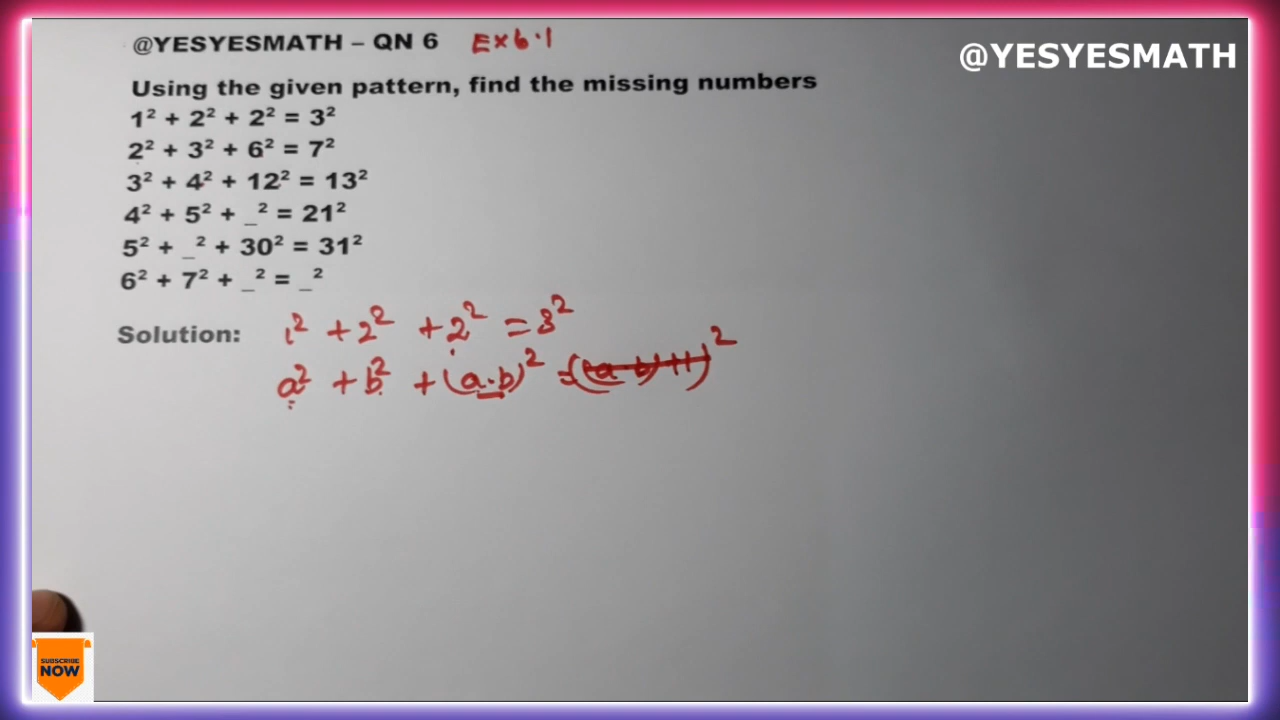 @YESYESMATH – QN 6 Ex 6.1
@YESYESMATH
Using the given pattern, find the missing numbers
1² + 2² + 2² = 3²
2² + 3² + 6² = 7²
3² + 4² + 12² = 13²
4² + 5² + _² = 21²
5² + _² + 30² = 31²
6² + 7² + _² = _²
Solution: 1² + 2² + 2² = 3²
a² + b² + (a·b)² = ((a b) + 1)²
SUBSCRIBE
NOW